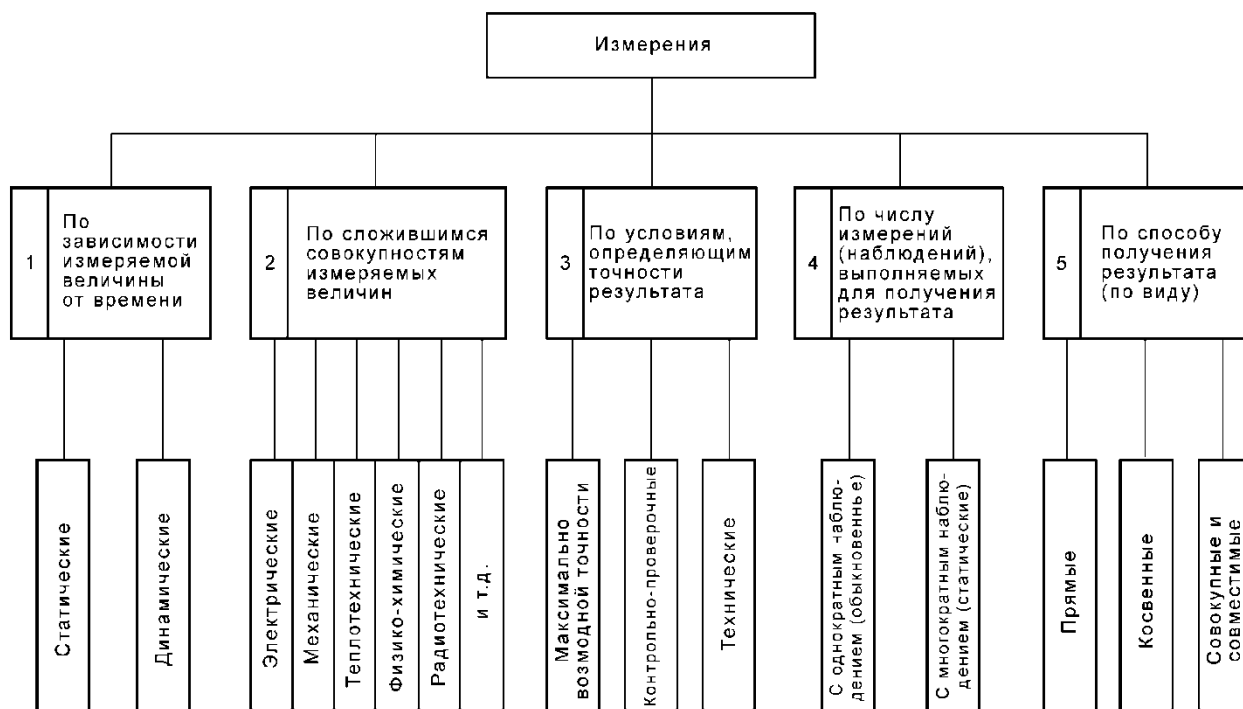 Измерения
1
По
зависимости
измеряемой
величины
от времени
2
По сложившимся
совокупностям
измеряемых
величин
3
По условиям,
определяющим
точности
результата
4
По числу
измерений
(наблюдений),
выполняемых
для получения
результата
5
По способу
получения
результата
(по виду)
Статические
Динамические
Электрические
Механические
Теплотехнические
Физико-химические
Радиотехнические
и т.д.
Максимально
возмодной точности
Контрольно-проверочные
Технические
С однократным наблю-
дением (обыкновенные)
С многократным наблю-
дением (статические)
Прямые
Косвенные
Совокупные и
совместимые